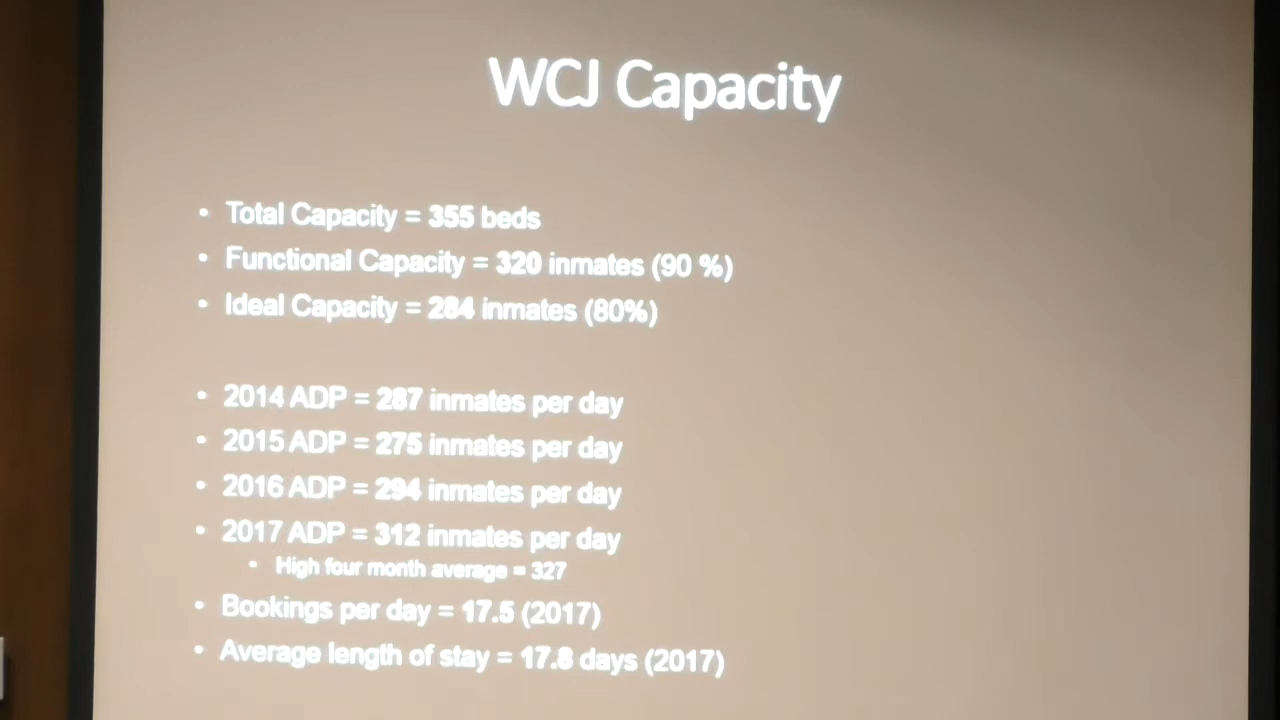 WCJ Capacity
• Total Capacity = 355 beds
• Functional Capacity = 320 inmates (90 %)
• Ideal Capacity = 284 inmates (80%)
• 2014 ADP = 287 inmates per day
• 2015 ADP = 275 inmates per day
• 2016 ADP = 294 inmates per day
• 2017 ADP = 312 inmates per day
• High four month average = 327
• Bookings per day = 17.5 (2017)
• Average length of stay = 17.8 days (2017)